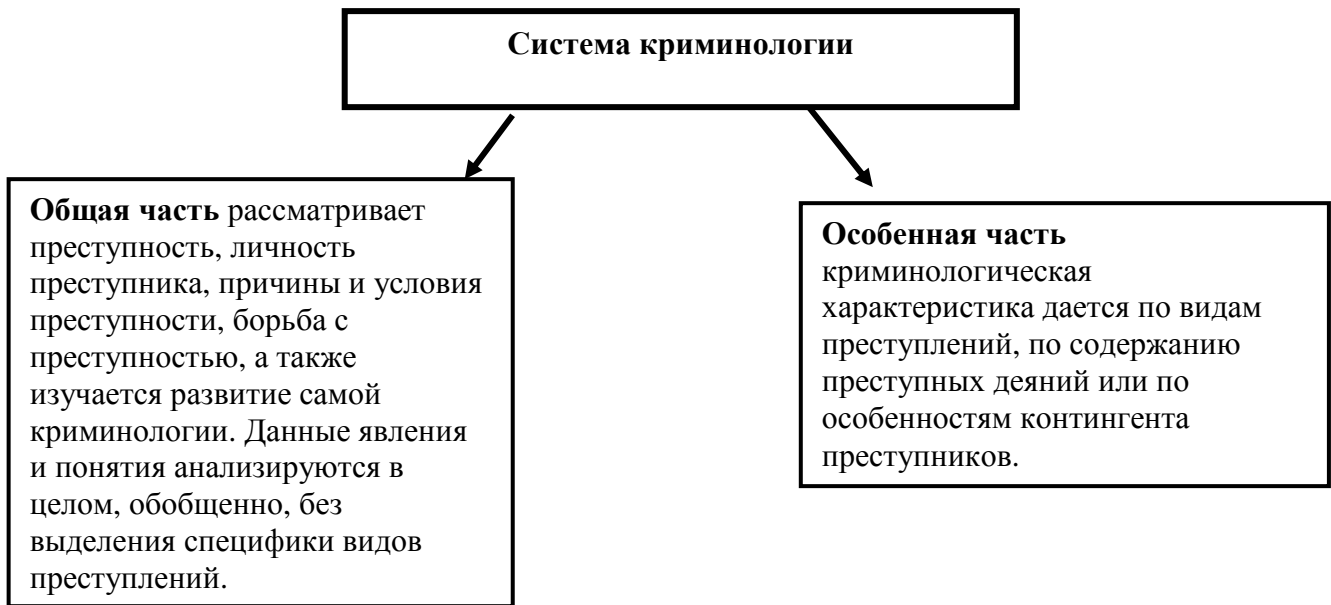 Система криминологии
Общая часть рассматривает
преступность, личность
преступника, причины и условия
преступности, борьба с
преступностью, а также
изучается развитие самой
криминологии. Данные явления
и понятия анализируются в
целом, обобщенно, без
выделения специфики видов
преступлений.
Особенная часть
криминологическая
характеристика дается по видам
преступлений, по содержанию
преступных деяний или по
особенностям контингента
преступников.